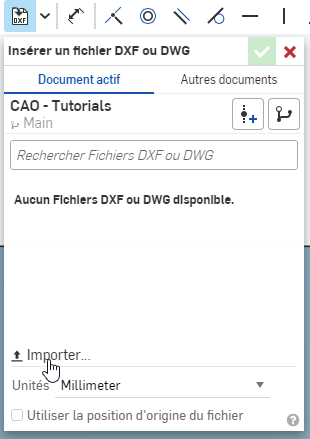 DXF
Insérer un fichier DXF ou DWG
Document actif
Autres documents
CAO - Tutorials
Main
Rechercher Fichiers DXF ou DWG
Aucun Fichiers DXF ou DWG disponible.
Importer...
Unités Millimeter
Utiliser la position d'origine du fichier
?